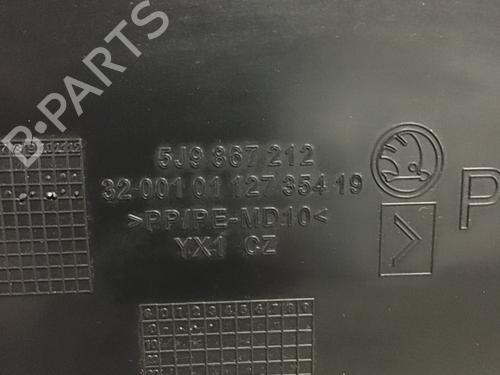 B-PARTS
5J9 867 212
32 001 01 127 354 19
>PP/PE-MD10<
YX1 CZ
P